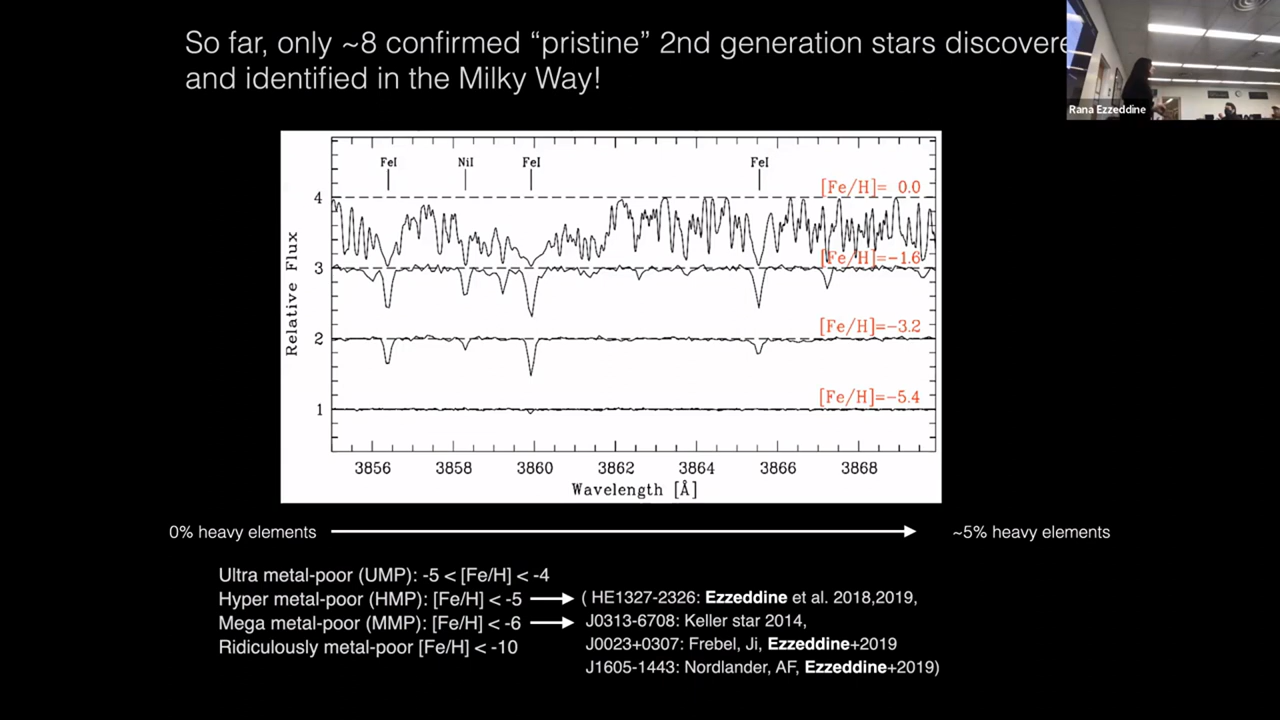 So far, only ~8 confirmed “pristine” 2nd generation stars discovere
and identified in the Milky Way!
Rana Ezzeddine
FeI
NiI
FeI
FeI
[Fe/H]= 0.0
4
[Fe/H]=−1.6
3
[Fe/H]=−3.2
2
[Fe/H]=−5.4
1
Relative Flux
3856 3858 3860 3862 3864 3866 3868
Wavelength [Å]
0% heavy elements
~5% heavy elements
Ultra metal-poor (UMP): -5 < [Fe/H] < -4
Hyper metal-poor (HMP): [Fe/H] < -5
Mega metal-poor (MMP): [Fe/H] < -6
Ridiculously metal-poor [Fe/H] < -10
( HE1327-2326: Ezzeddine et al. 2018,2019,
J0313-6708: Keller star 2014,
J0023+0307: Frebel, Ji, Ezzeddine+2019
J1605-1443: Nordlander, AF, Ezzeddine+2019)